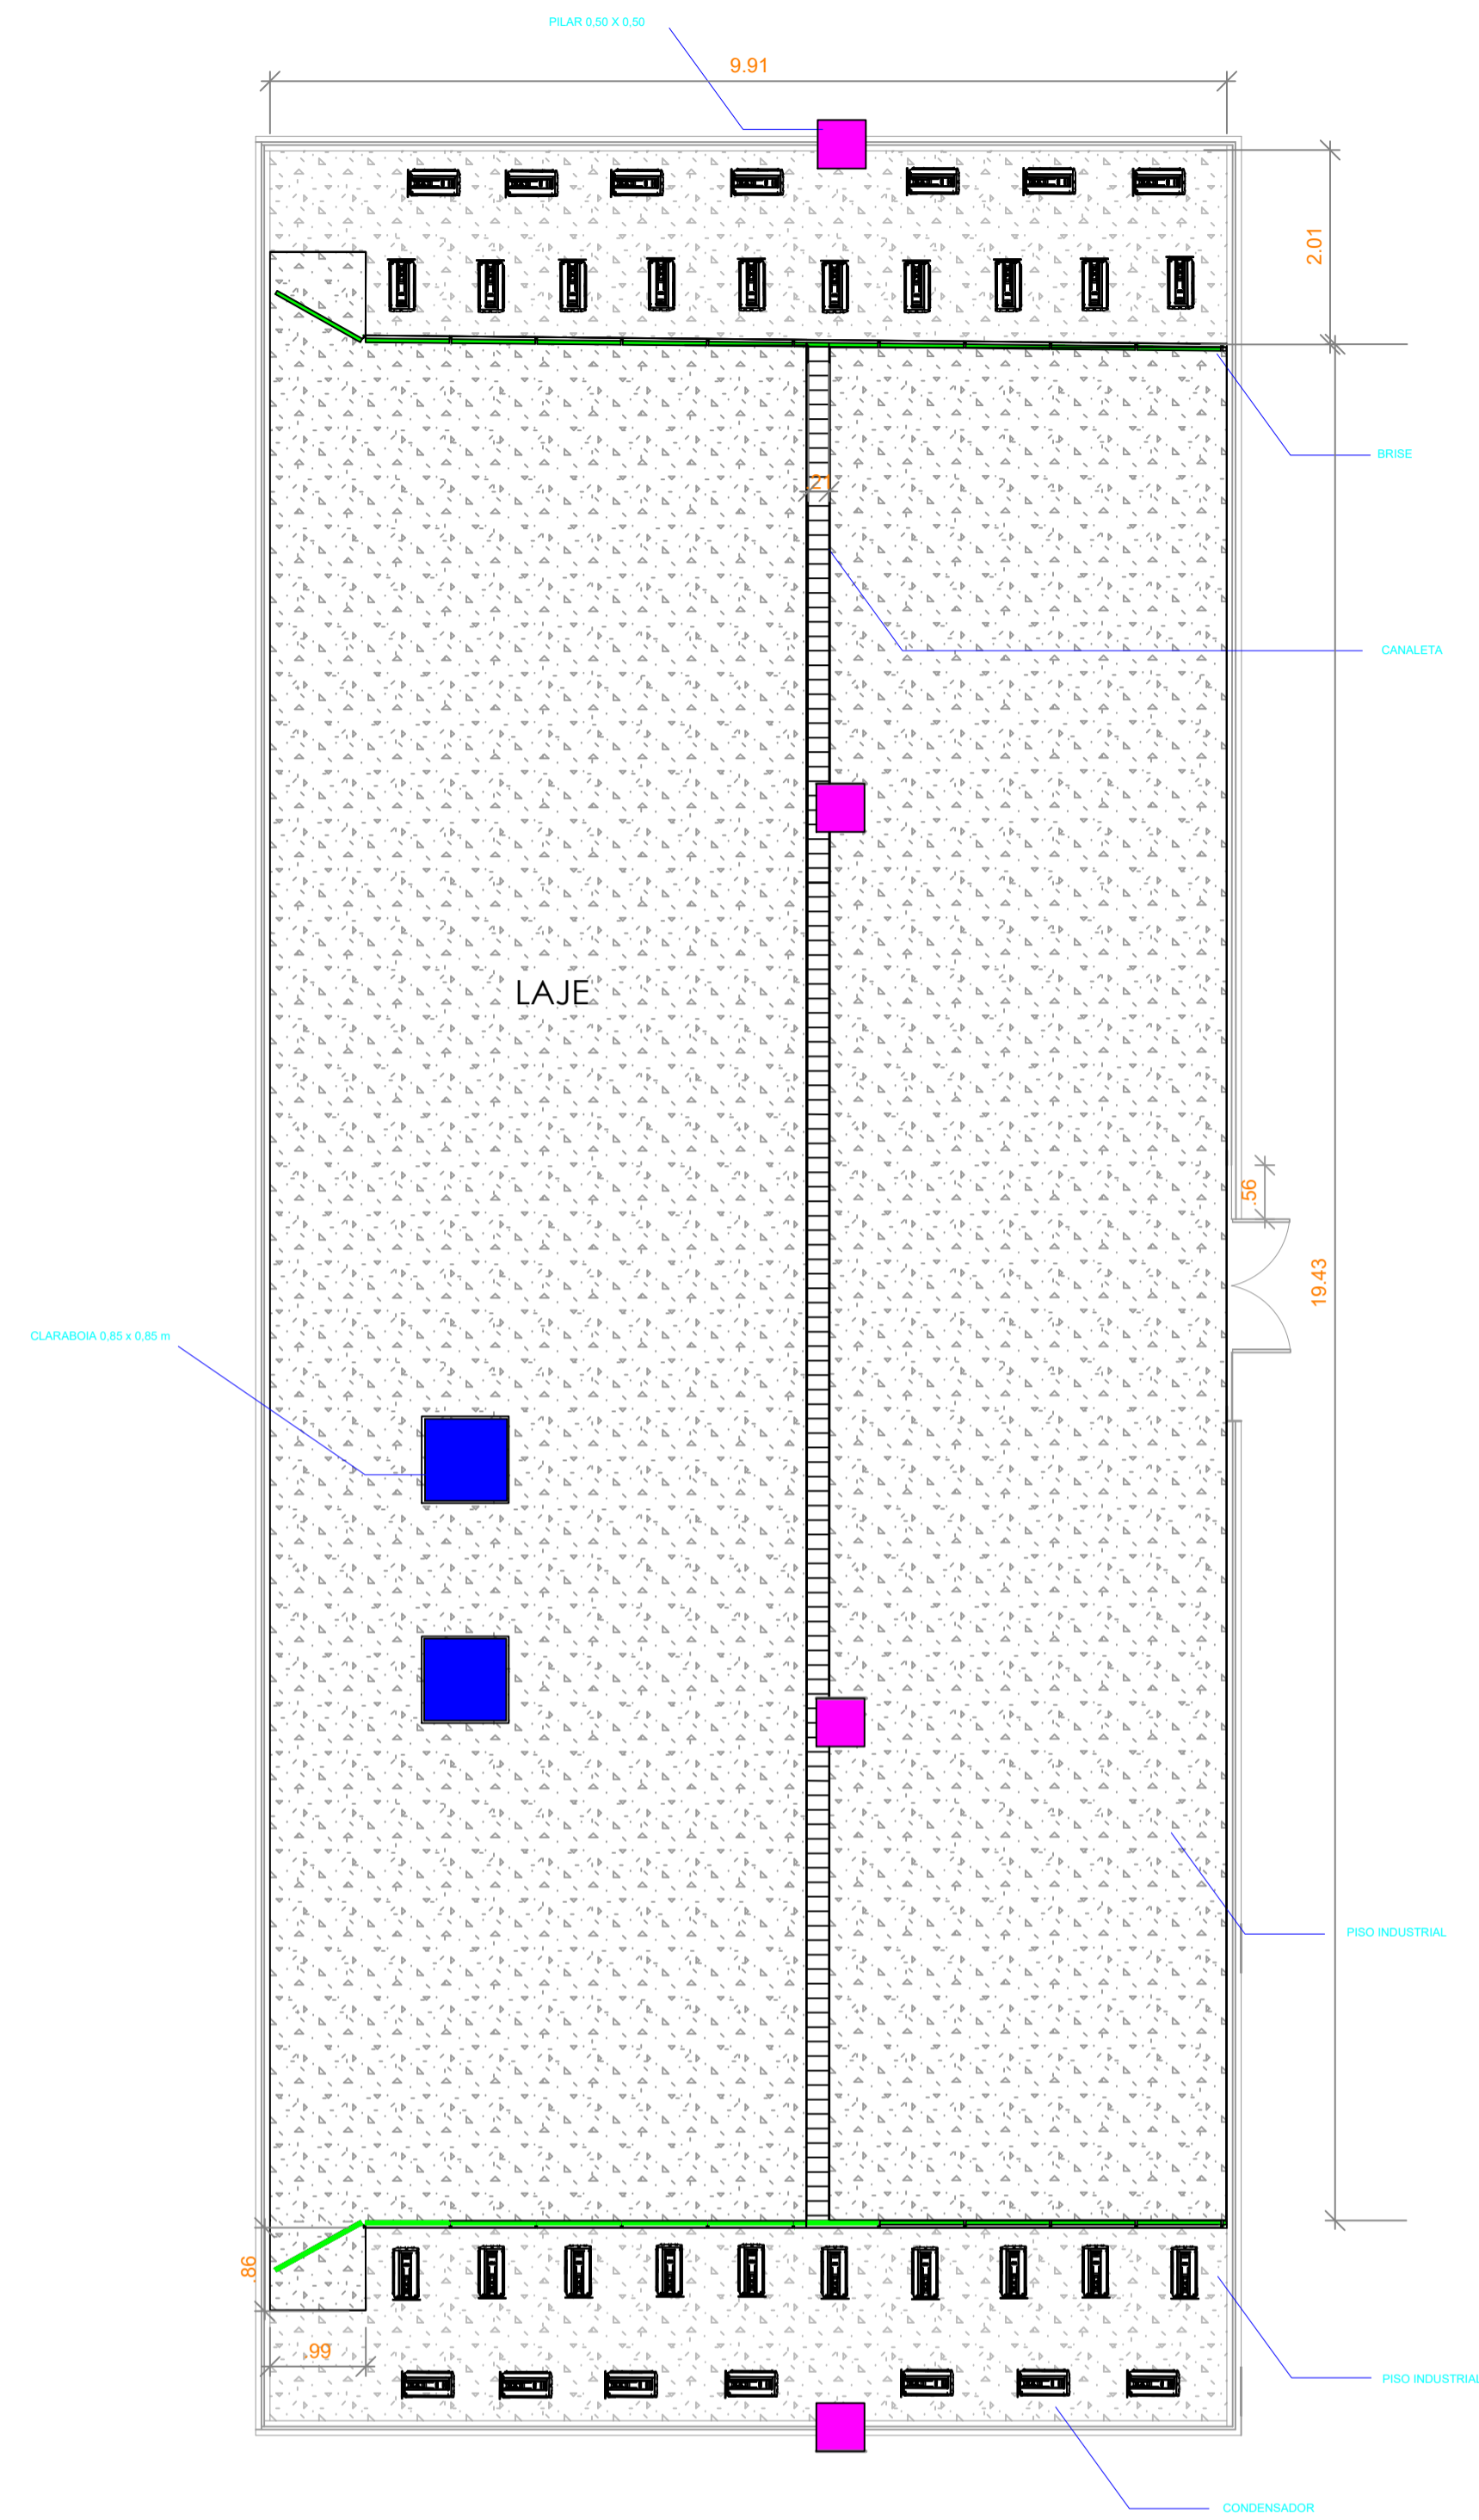 PILAR 0,50 X 0,50
9.91
2.01
BRISE
.21
CANALETA
LAJE
.56
19.43
CLARABOIA 0,85 x 0,85 m
PISO INDUSTRIAL
.86
.99
PISO INDUSTRIAL
CONDENSADOR